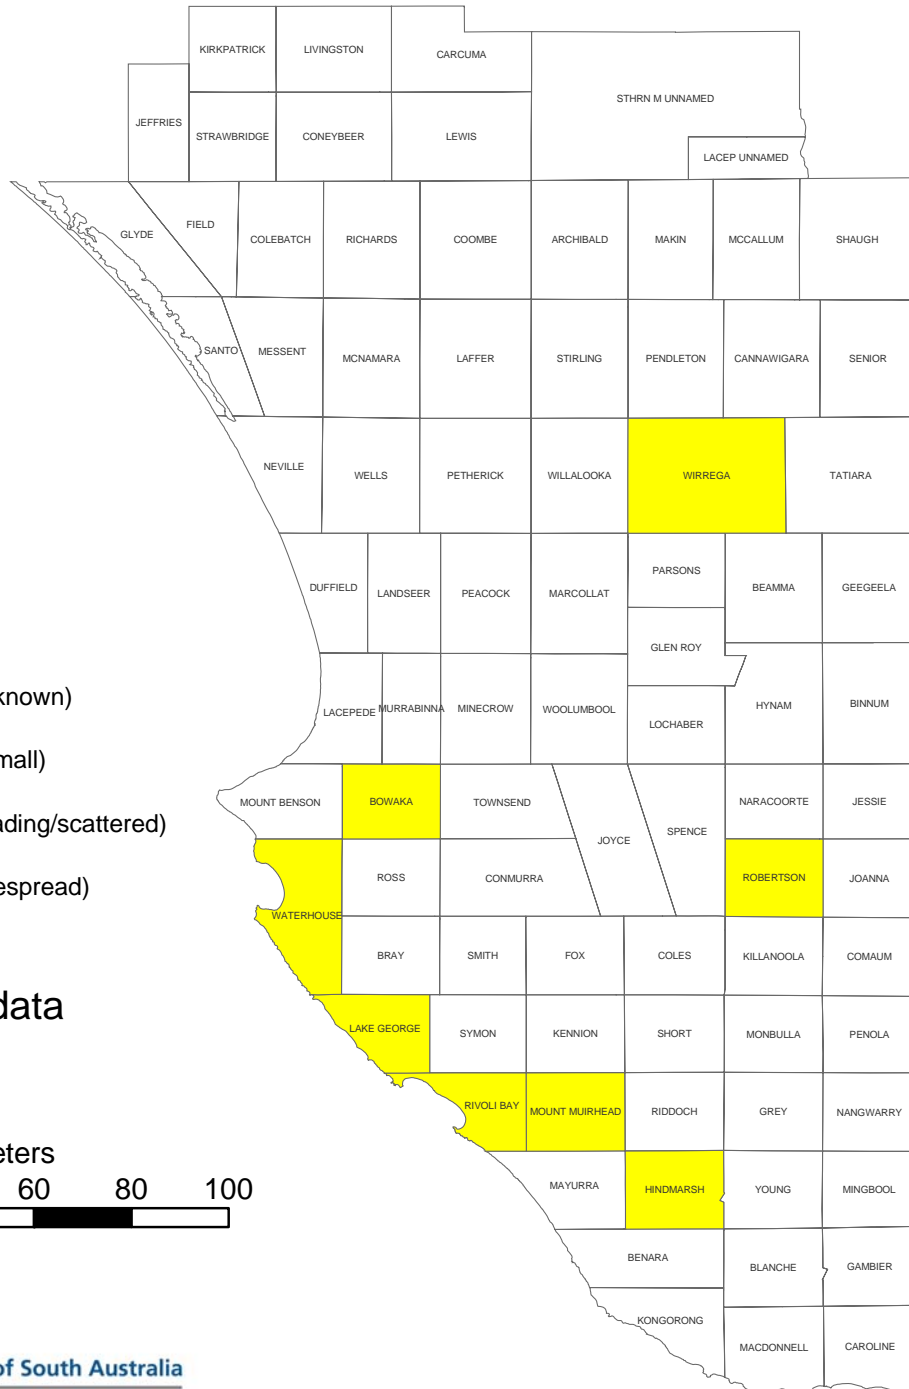 KIRKPATRICK
LIVINGSTON
CARCUMA
STHRN M UNNAMED
JEFFRIES
STRAWBRIDGE
CONEYBEER
LEWIS
LACEP UNNAMED
GLYDE
FIELD
COLEBATCH
RICHARDS
COOMBE
ARCHIBALD
MAKIN
MCCALLUM
SHAUGH
SANTO
MESSENT
MCNAMARA
LAFFER
STIRLING
PENDLETON
CANNAWIGARA
SENIOR
NEVILLE
WELLS
PETHERICK
WILLALOOKA
WIRREGA
TATIARA
DUFFIELD
LANDSEER
PEACOCK
MARCOLLAT
PARSONS
BEAMMA
GEEGEELA
GLEN ROY
LACEPEDE
MURRABINNA
MINECROW
WOOLUMBOOL
LOCHABER
HYNAM
BINNUM
MOUNT BENSON
BOWAKA
TOWNSEND
JOYCE
SPENCE
NARACOORTE
JESSIE
WATERHOUSE
ROSS
CONMURRA
ROBERTSON
JOANNA
BRAY
SMITH
FOX
COLES
KILLANOOLA
COMAUM
LAKE GEORGE
SYMON
KENNION
SHORT
MONBULLA
PENOLA
RIVOLI BAY
MOUNT MUIRHEAD
RIDDOCH
GREY
NANGWARRY
MAYURRA
HINDMARSH
YOUNG
MINGBOOL
BENARA
BLANCHE
GAMBIER
KONGORONG
MACDONNELL
CAROLINE
known)
mall)
ading/scattered)
espread)
data
eters
60 80 100
of South Australia